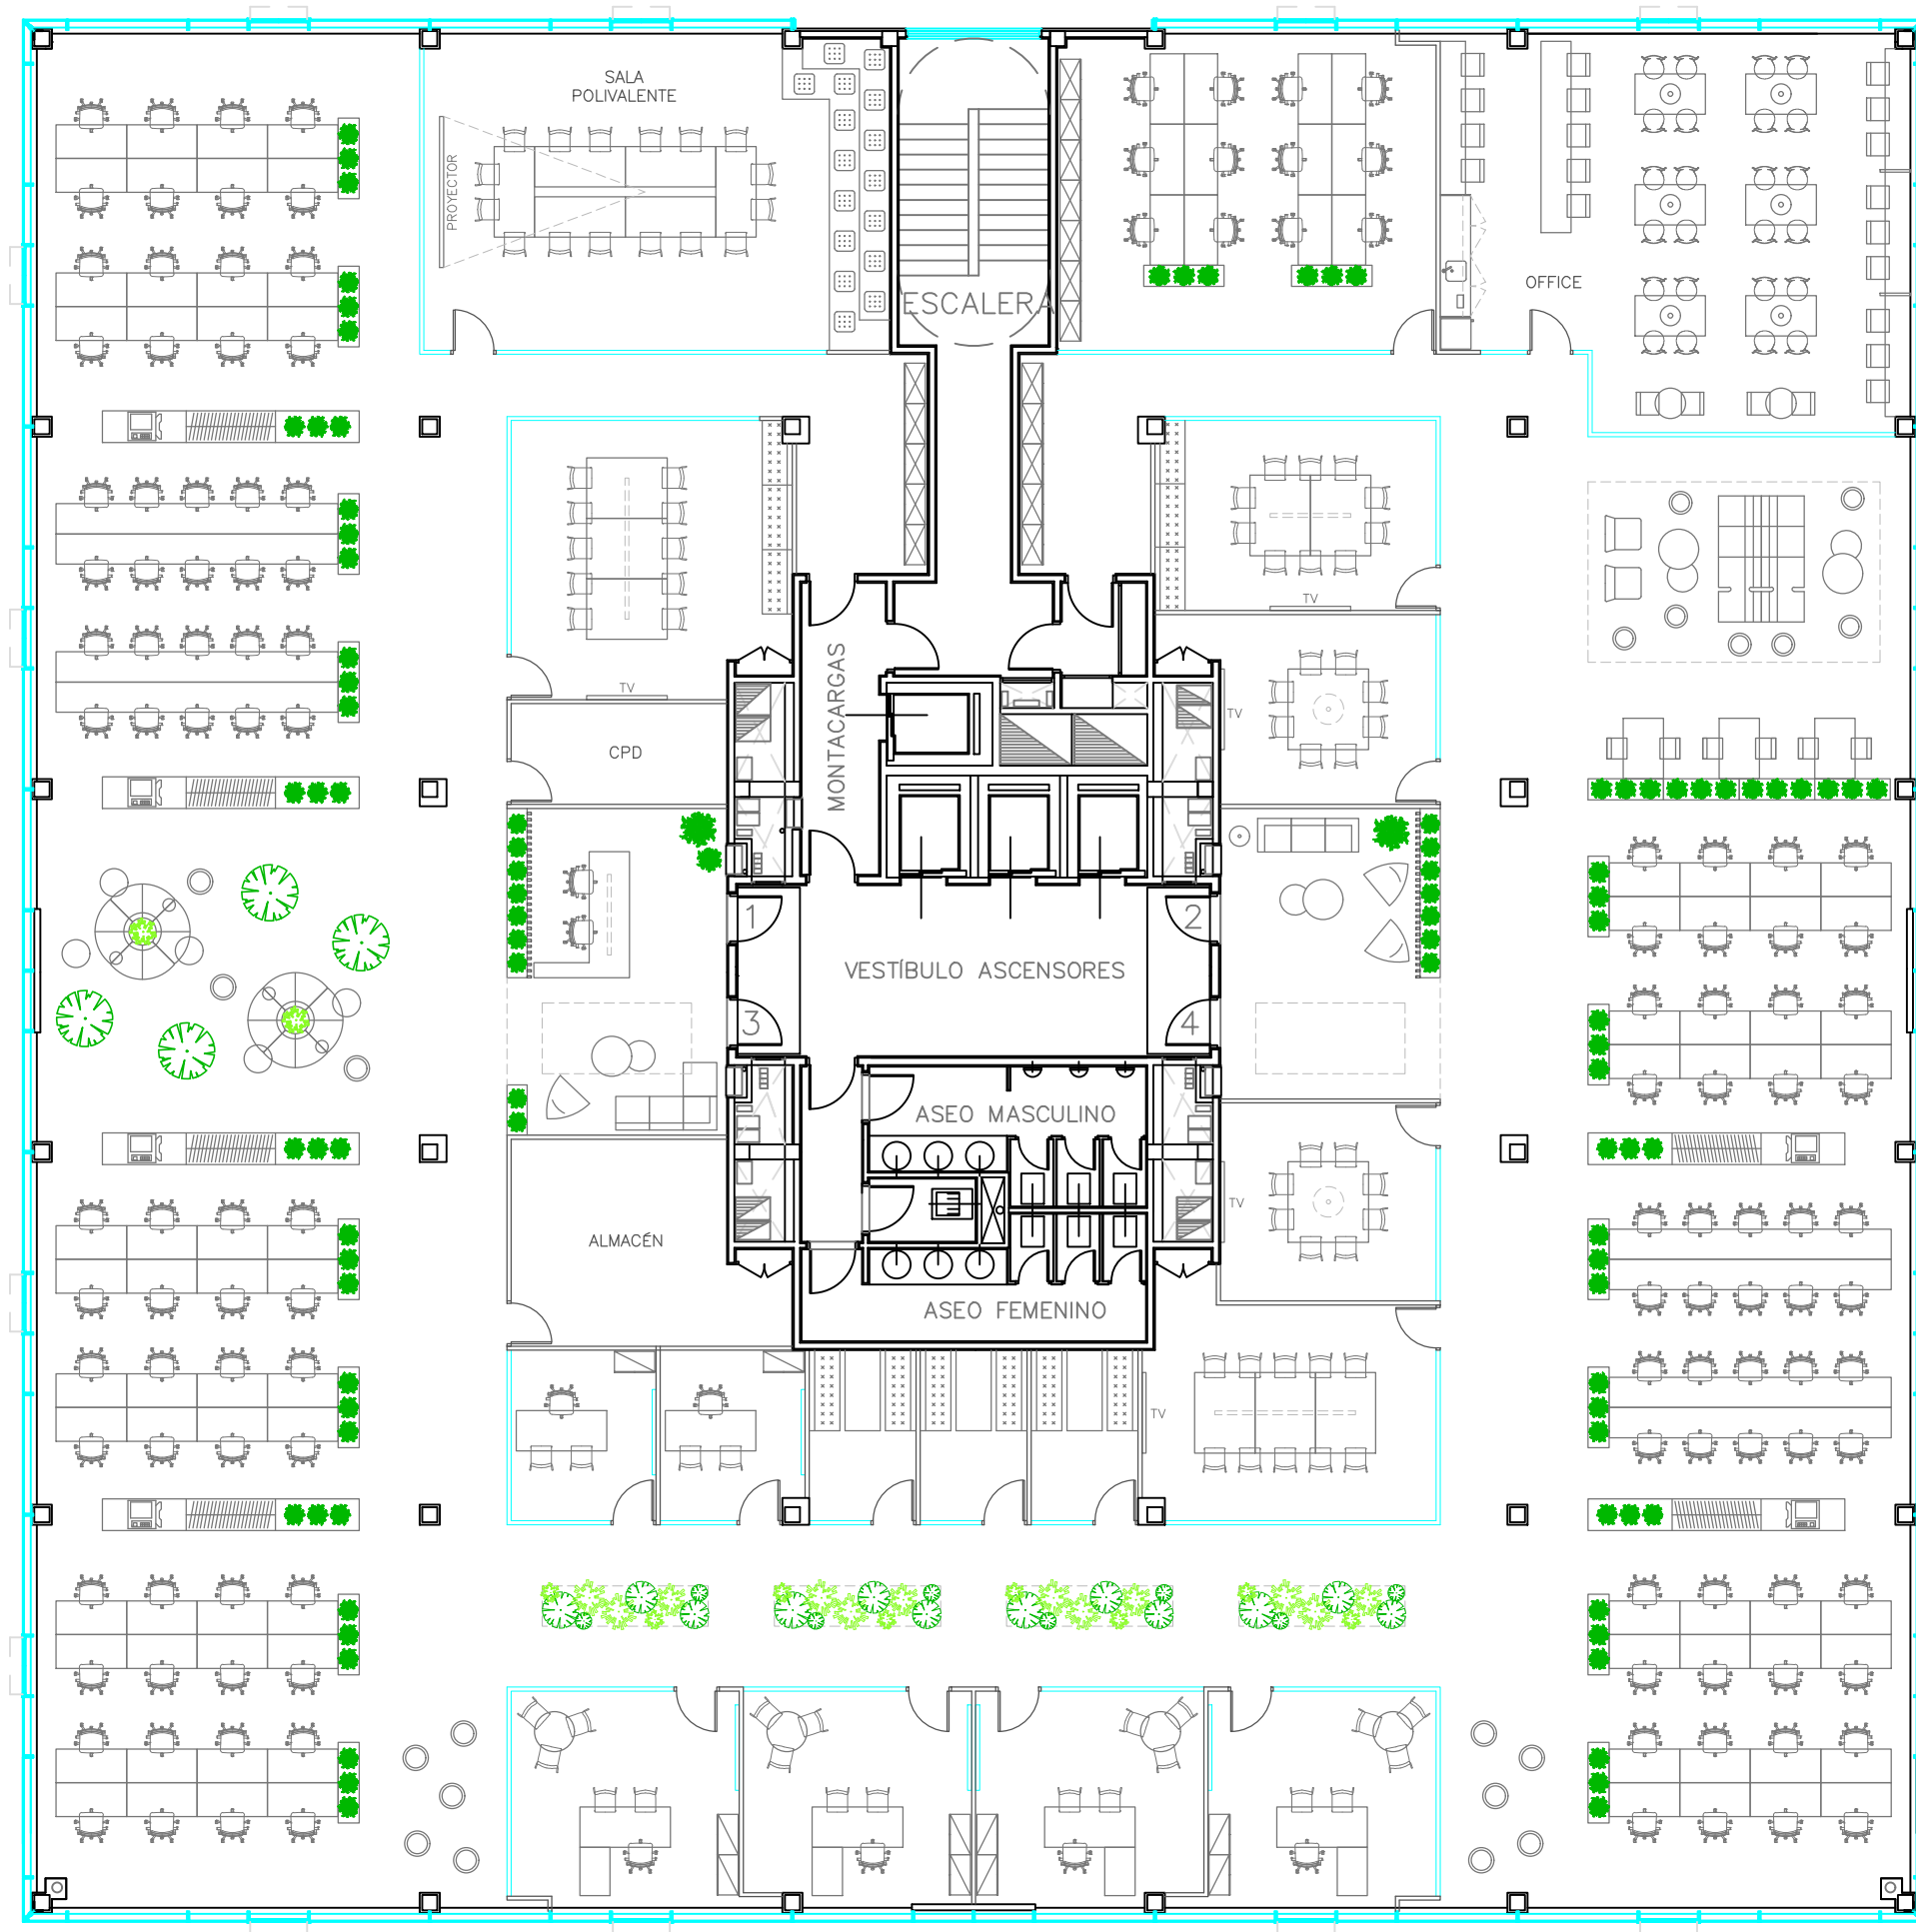 SALA
POLIVALENTE
PROYECTOR
ESCALERA
OFFICE
TV
TV
MONTACARGAS
TV
CPD
1
2
VESTÍBULO ASCENSORES
3
4
ASEO MASCULINO
TV
ALMACÉN
ASEO FEMENINO
TV